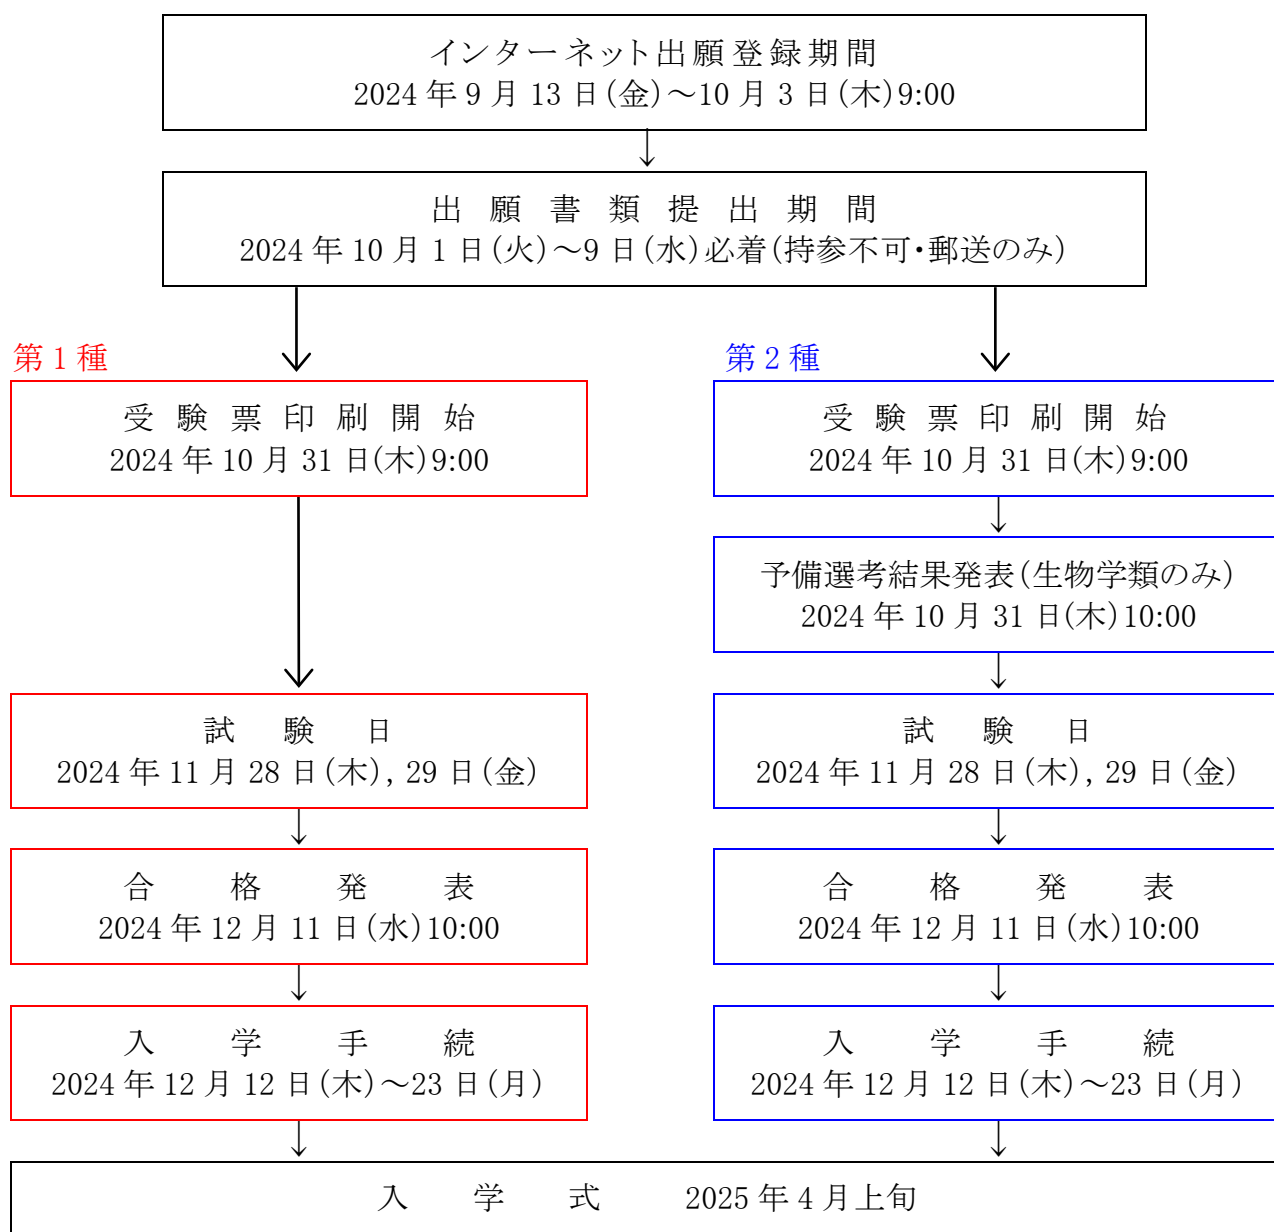 インターネット出願登録期間
2024年9月13日(金)～10月3日(木)9:00
↓
出願書類提出期間
2024年10月1日(火)～9日(水)必着(持参不可・郵送のみ)
第1種
受験票印刷開始
2024年10月31日(木)9:00
試験日
2024年11月28日(木), 29日(金)
合格発表
2024年12月11日(水)10:00
入学手続
2024年12月12日(木)～23日(月)
第2種
受験票印刷開始
2024年10月31日(木)9:00
予備選考結果発表(生物学類のみ)
2024年10月31日(木)10:00
試験日
2024年11月28日(木), 29日(金)
合格発表
2024年12月11日(水)10:00
入学手続
2024年12月12日(木)～23日(月)
入学式 2025年4月上旬